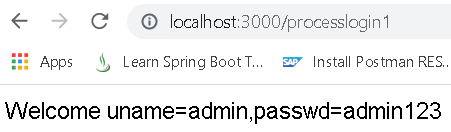 localhost:3000/processlogin1
Apps Learn Spring Boot T... Install Postman RES..
Welcome uname=admin,passwd=admin123